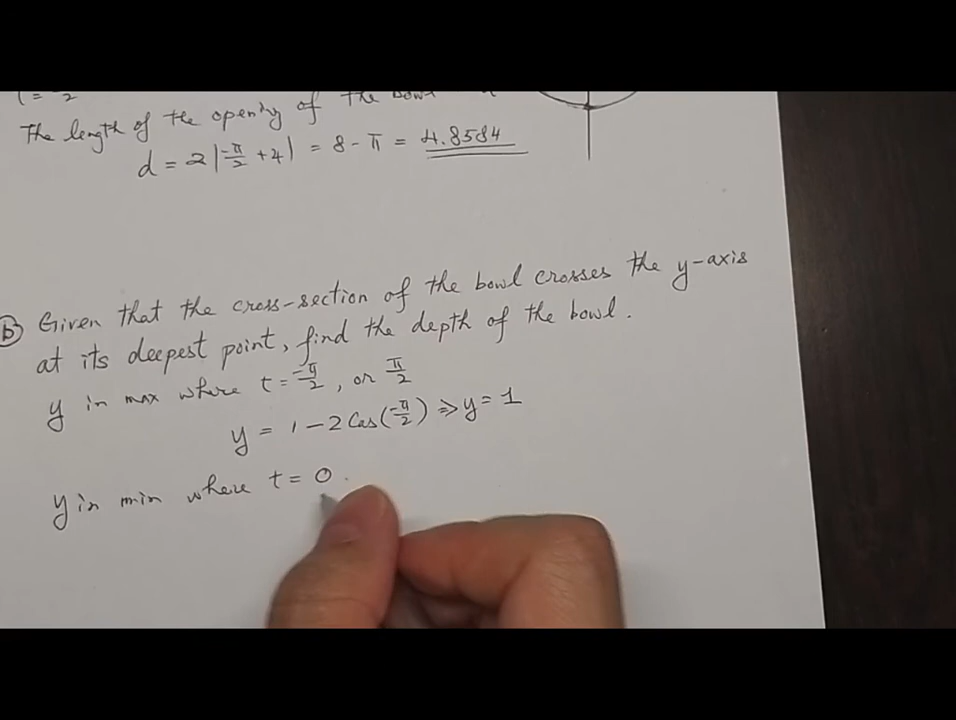 The length of the opening of the bowl
d = 2|-π/2 + 4| = 8 - π = 4.8584
(b) Given that the cross-section of the bowl crosses the y-axis
at its deepest point, find the depth of the bowl.
y in max where t = -π/2, or π/2
y = 1 - 2 Cos(-π/2) ⇒ y = 1
y in min where t = 0.